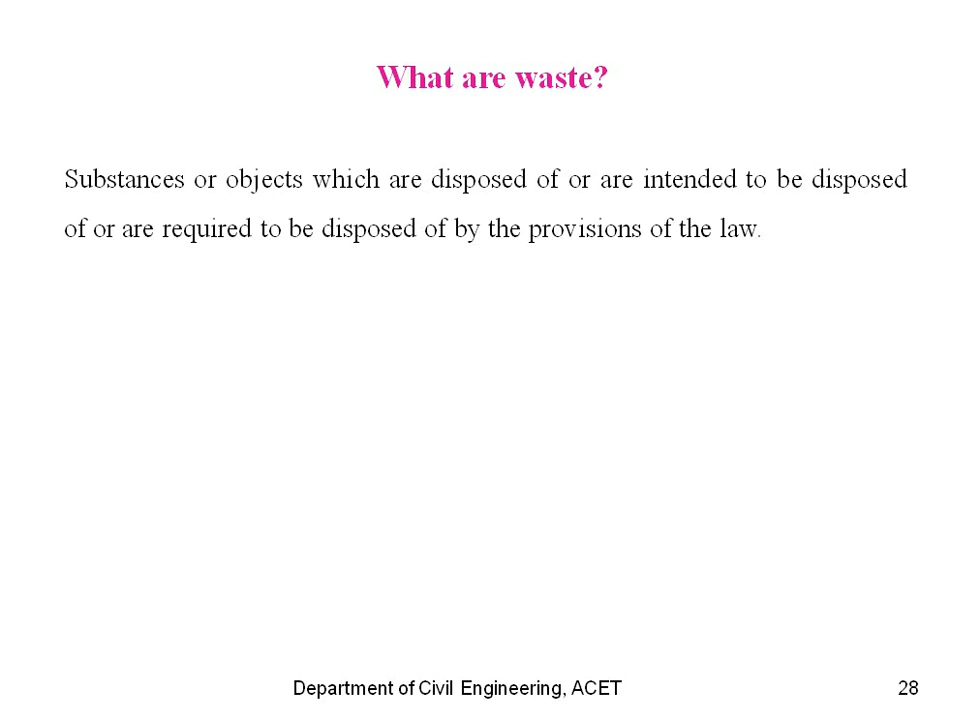 What are waste?
Substances or objects which are disposed of or are intended to be disposed
of or are required to be disposed of by the provisions of the law.
Department of Civil Engineering, ACET
28